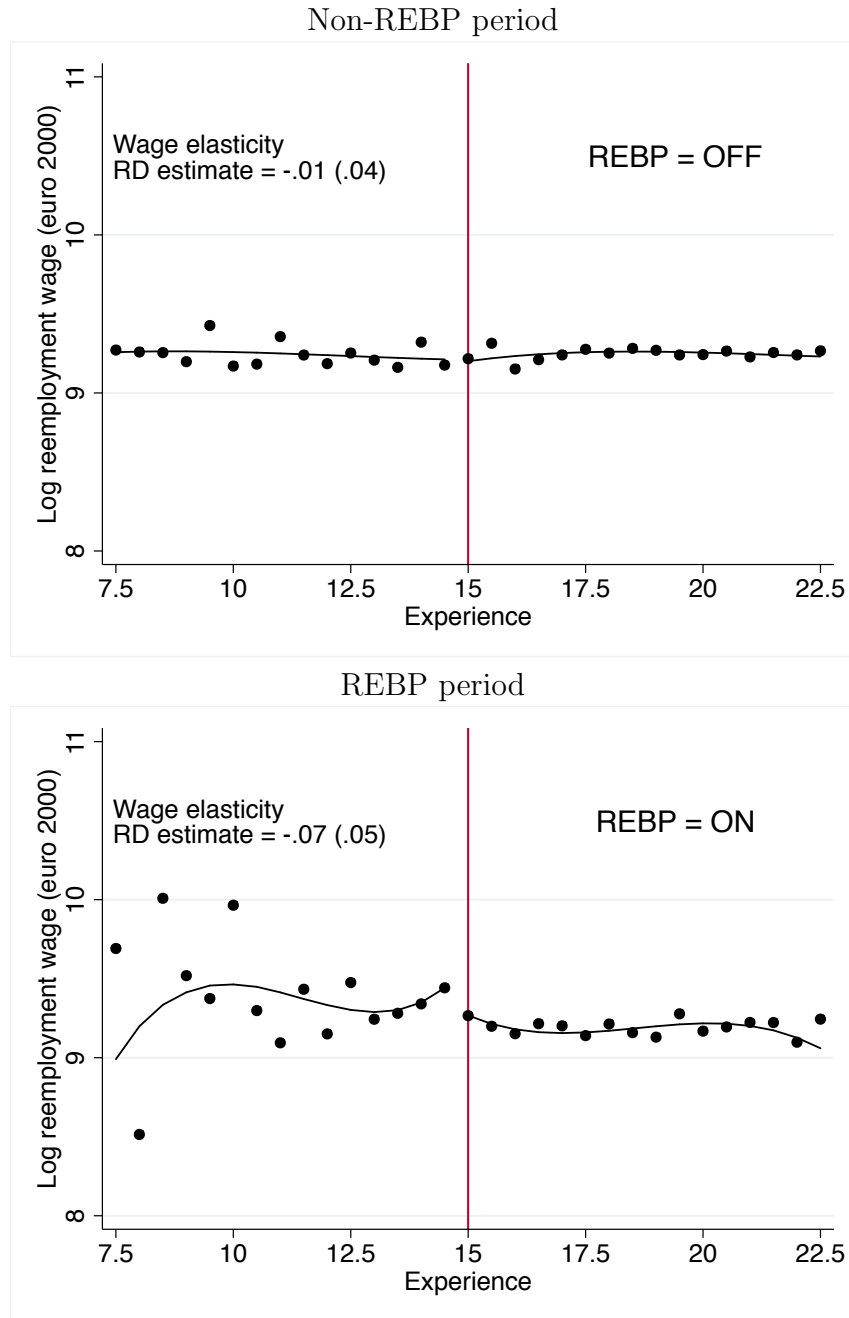 Non-REBP period
Log reemployment wage (euro 2000)
11
10
9
8
Wage elasticity
RD estimate = -.01 (.04)
REBP = OFF
7.5 10 12.5 15 17.5 20 22.5
Experience
REBP period
Log reemployment wage (euro 2000)
11
10
9
8
Wage elasticity
RD estimate = -.07 (.05)
REBP = ON
7.5 10 12.5 15 17.5 20 22.5
Experience